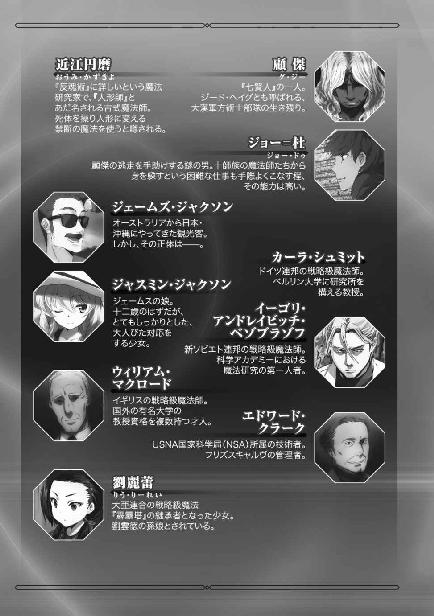 近江円磨
おうみ・かずきよ
『反魂術』に詳しいという魔法
研究家で、『人形師』と
あだ名される古式魔法師。
死体を操り人形に変える
禁断の魔法を使うと噂される。
顧傑
グ・ジー
『七賢人』の一人。
ジード・ヘイグとも呼ばれる、
大漢軍方術士部隊の生き残り。
ジョー=杜
ジョー・ドゥ
顧傑の逃走を手助けする謎の男。十師族の魔法師たちから
身を躱すという困難な仕事も手際よくこなす程、
その能力は高い。
ジェームズ・ジャクソン
オーストラリアから日本・
沖縄にやってきた観光客。
しかし、その正体は――。
カーラ・シュミット
ドイツ連邦の戦略級魔法師。
ベルリン大学に研究所を
構える教授。
ジャスミン・ジャクソン
ジェームスの娘。
十二歳のはずだが、
とてもしっかりとした、
大人びた対応を
する少女。
イーゴリ・
アンドレイビッチ・
ベゾブラゾフ
新ソビエト連邦の戦略級魔法師。
科学アカデミーにおける
魔法研究の第一人者。
ウィリアム・
マクロード
イギリスの戦略級魔法師。
国外の有名大学の
教授資格を複数持つ才人。
エドワード・
クラーク
USNA国家科学局(NSA)所属の技術者。
フリズスキャルヴの管理者。
劉麗蕾
りう・りーれい
大亜連合の戦略級魔法
『霹靂塔』の継承者となった少女。
劉雲徳の孫娘とされている。